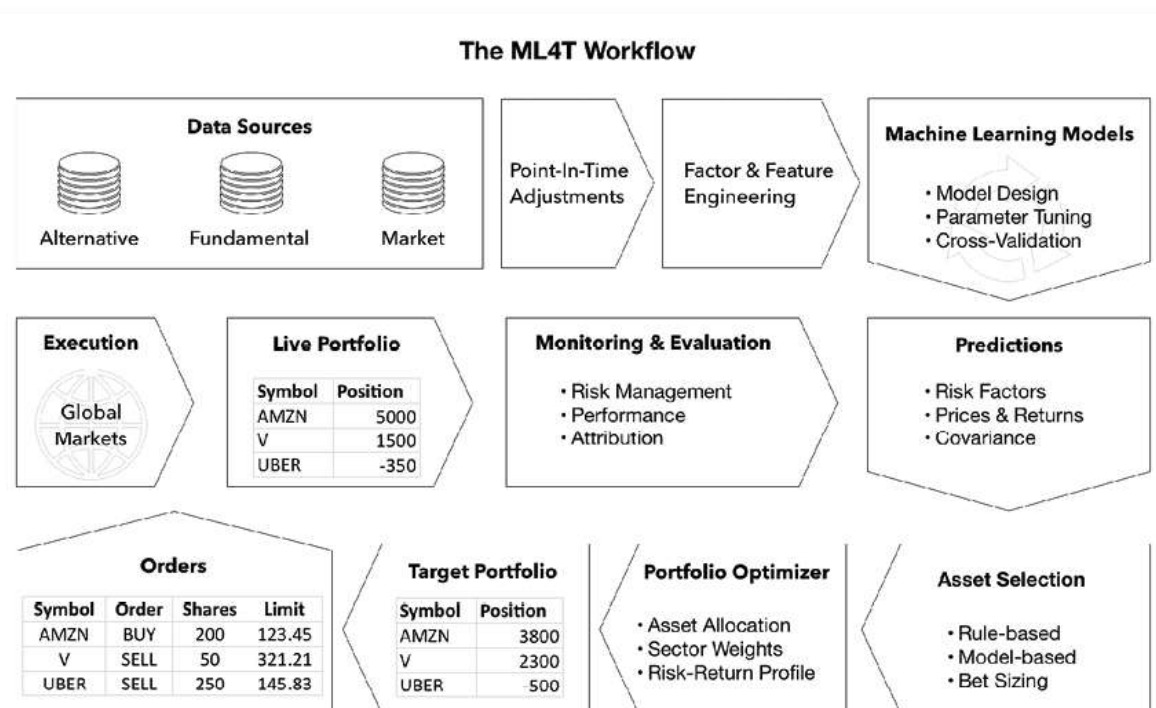 The ML4T Workflow
Data Sources
Alternative Fundamental Market
Point-In-Time
Adjustments
Factor & Feature
Engineering
Machine Learning Models
• Model Design
• Parameter Tuning
• Cross-Validation
Execution
Global
Markets
Live Portfolio
Symbol Position
AMZN 5000
V 1500
UBER -350
Monitoring & Evaluation
• Risk Management
• Performance
• Attribution
Predictions
• Risk Factors
• Prices & Returns
• Covariance
Orders
Symbol Order Shares Limit
AMZN BUY 200 123.45
V SELL 50 321.21
UBER SELL 250 145.83
Target Portfolio
Symbol Position
AMZN 3800
V 2300
UBER -500
Portfolio Optimizer
• Asset Allocation
• Sector Weights
• Risk-Return Profile
Asset Selection
• Rule-based
• Model-based
• Bet Sizing